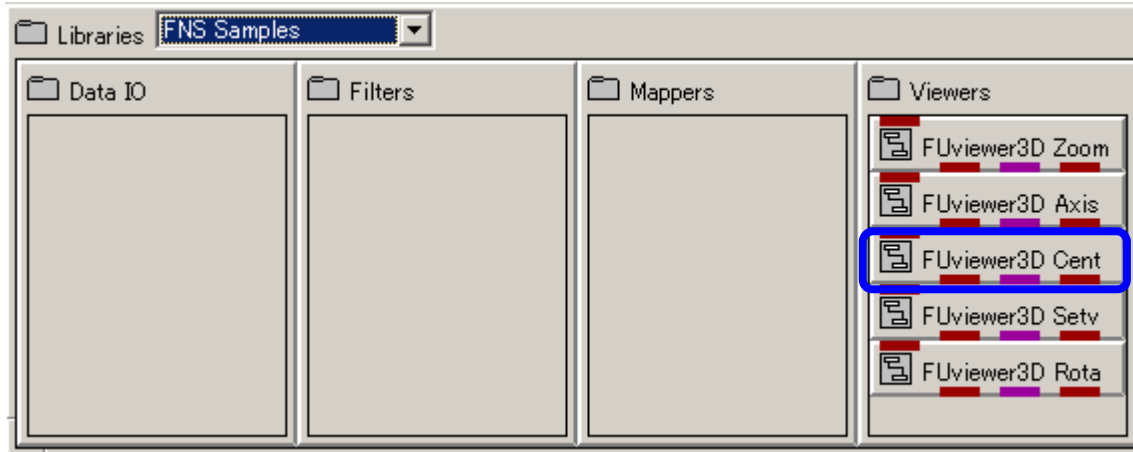 Libraries FNS Samples
Data IO
Filters
Mappers
Viewers
FUviewer3D Zoom
FUviewer3D Axis
FUviewer3D Cent
FUviewer3D Setv
FUviewer3D Rota